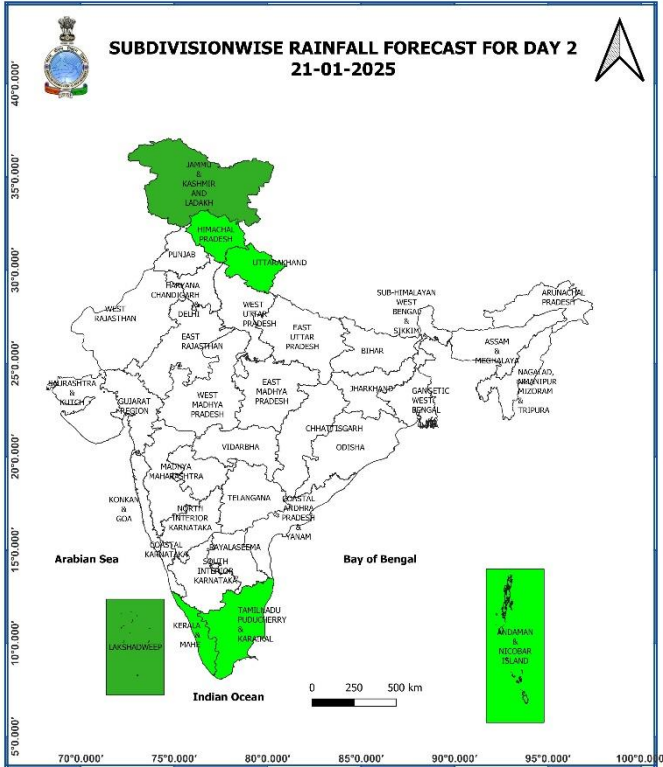 SUBDIVISIONWISE RAINFALL FORECAST FOR DAY 2
21-01-2025
40°0.000'
35°0.000'
30°0.000'
25°0.000'
20°0.000'
15°0.000'
10°0.000'
5°0.000'
JAMMU
&
KASHMIR
AND
LADAKH
HIMACHAL
PRADESH
PUNJAB
UTTARAKHAND
HARYANA
CHANDIGARH
DELHI
WEST
RAJASTHAN
WEST
UTTAR
PRADESH
EAST
RAJASTHAN
EAST
UTTAR
PRADESH
SUB-HIMALAYAN
WEST
BENGAL
&
SIKKIM
ARUNACHAL
PRADESH
BIHAR
ASSAM
&
MEGHALAYA
MANIPUR
MIZORAM
&
TRIPURA
SAURASHTRA
&
KUTCH
GUJARAT
REGION
WEST
MADHYA
PRADESH
EAST
MADHYA
PRADESH
JHARKHAND
GANGETIC
WEST
BENGAL
CHHATTISGARH
ODISHA
VIDARBHA
MADHYA
MAHARASHTRA
KONKAN
&
GOA
TELANGANA
NORTH
INTERIOR
KARNATAKA
COASTAL
ANDHRA
PRADESH
&
YANAM
COASTAL
KARNATAKA
RAYALASEEMA
SOUTH
INTERIOR
KARNATAKA
Arabian Sea
Bay of Bengal
LAKSHADWEEP
KERALA
&
MAHE
PUDUCHERRY
&
KARAIKAL
ANDAMAN
&
NICOBAR
ISLAND
Indian Ocean
0 250 500 km
70°0.000' 75°0.000' 80°0.000' 85°0.000' 90°0.000' 95°0.000' 100°0.000'